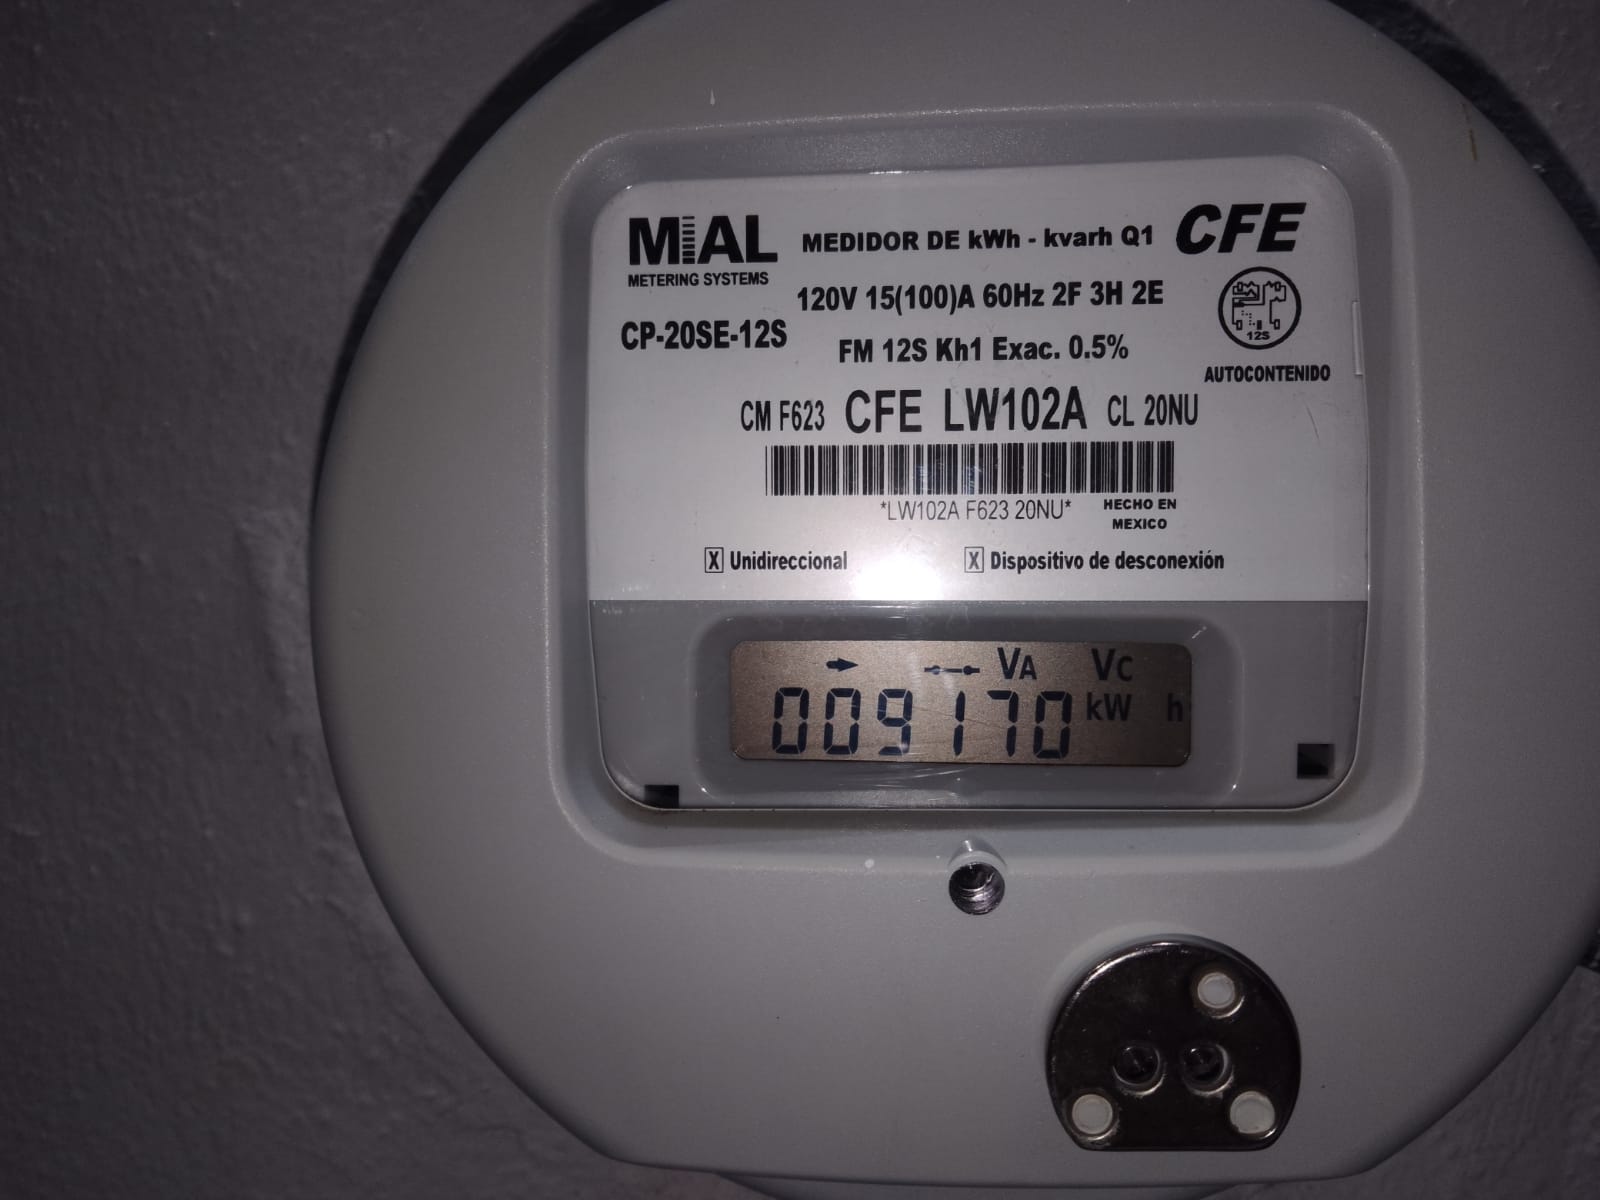 MIAL
METERING SYSTEMS
MEDIDOR DE kWh - kvarh Q1
CFE
120V 15(100)A 60Hz 2F 3H 2E
CP-20SE-12S
FM 12S Kh1 Exac. 0.5%
12S
AUTOCONTENIDO
CM F623 CFE LW102A CL 20NU
*LW102A F623 20NU*
HECHO EN
MEXICO
X Unidireccional
X Dispositivo de desconexión
VA VC
009170 kW h